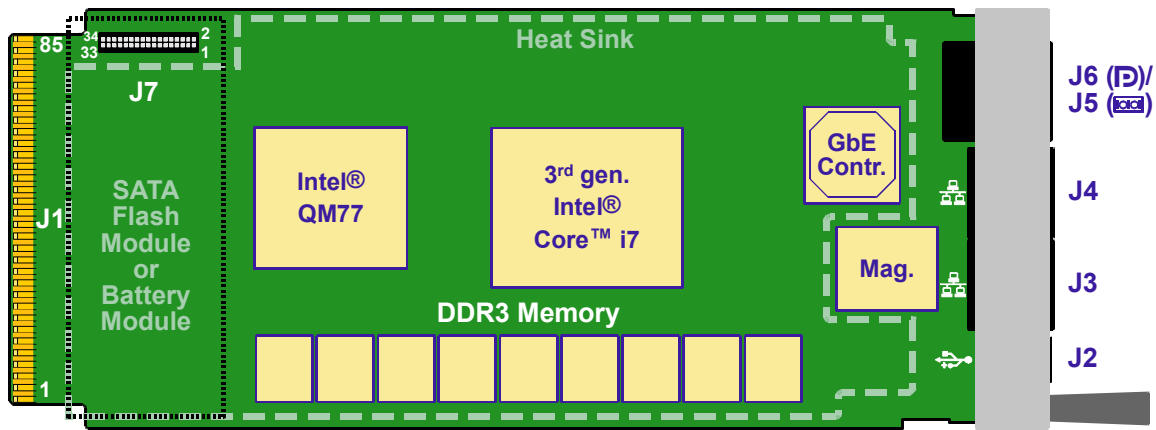 Heat Sink
85
34
2
33
1
J7
J6 (D)/
J5 (IOIOI)
GbE
Contr.
Intel®
QM77
3rd gen.
Intel®
Core™ i7
SATA
Flash
Module
or
Battery
Module
J1
J4
Mag.
J3
DDR3 Memory
J2
1